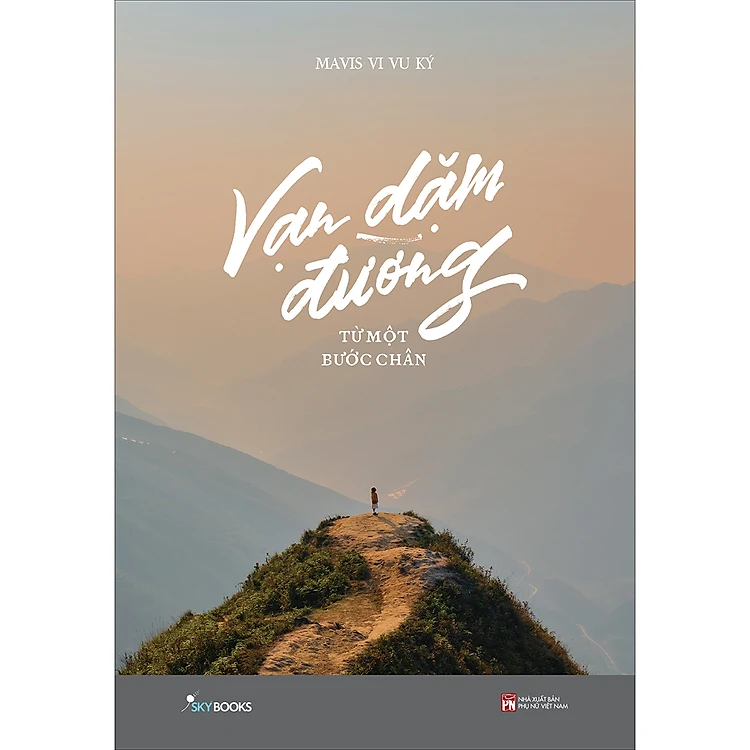 MAVIS VI VU KÝ
Vạn dặm
đường
TỪ MỘT
BƯỚC CHÂN
SKYBOOKS
PN
NHÀ XUẤT BẢN
PHỤ NỮ VIỆT NAM